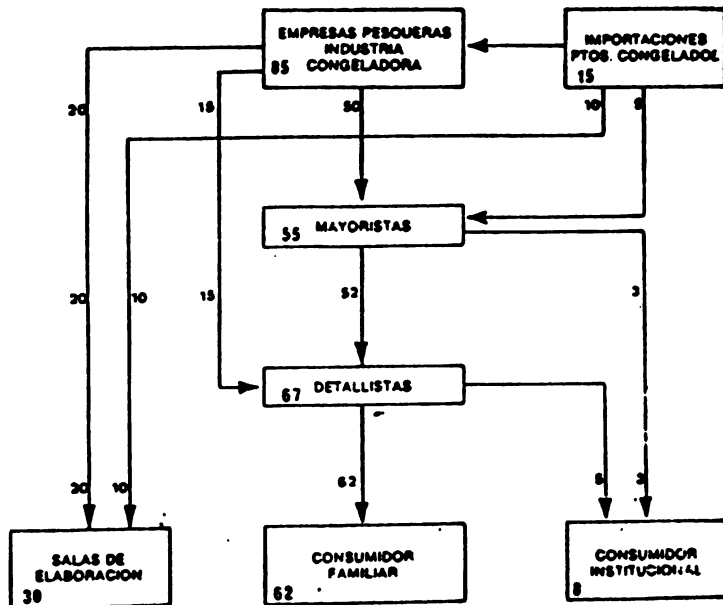 EMPRESAS PESQUERAS
INDUSTRIA
CONGELADORA
85
IMPORTACIONES
PTOS. CONGELADOS
15
20
15
50
10
5
MAYORISTAS
55
20
10
15
52
3
DETALLISTAS
67
20
10
62
5
3
SALAS DE
ELABORACION
30
CONSUMIDOR
FAMILIAR
62
CONSUMIDOR
INSTITUCIONAL
8